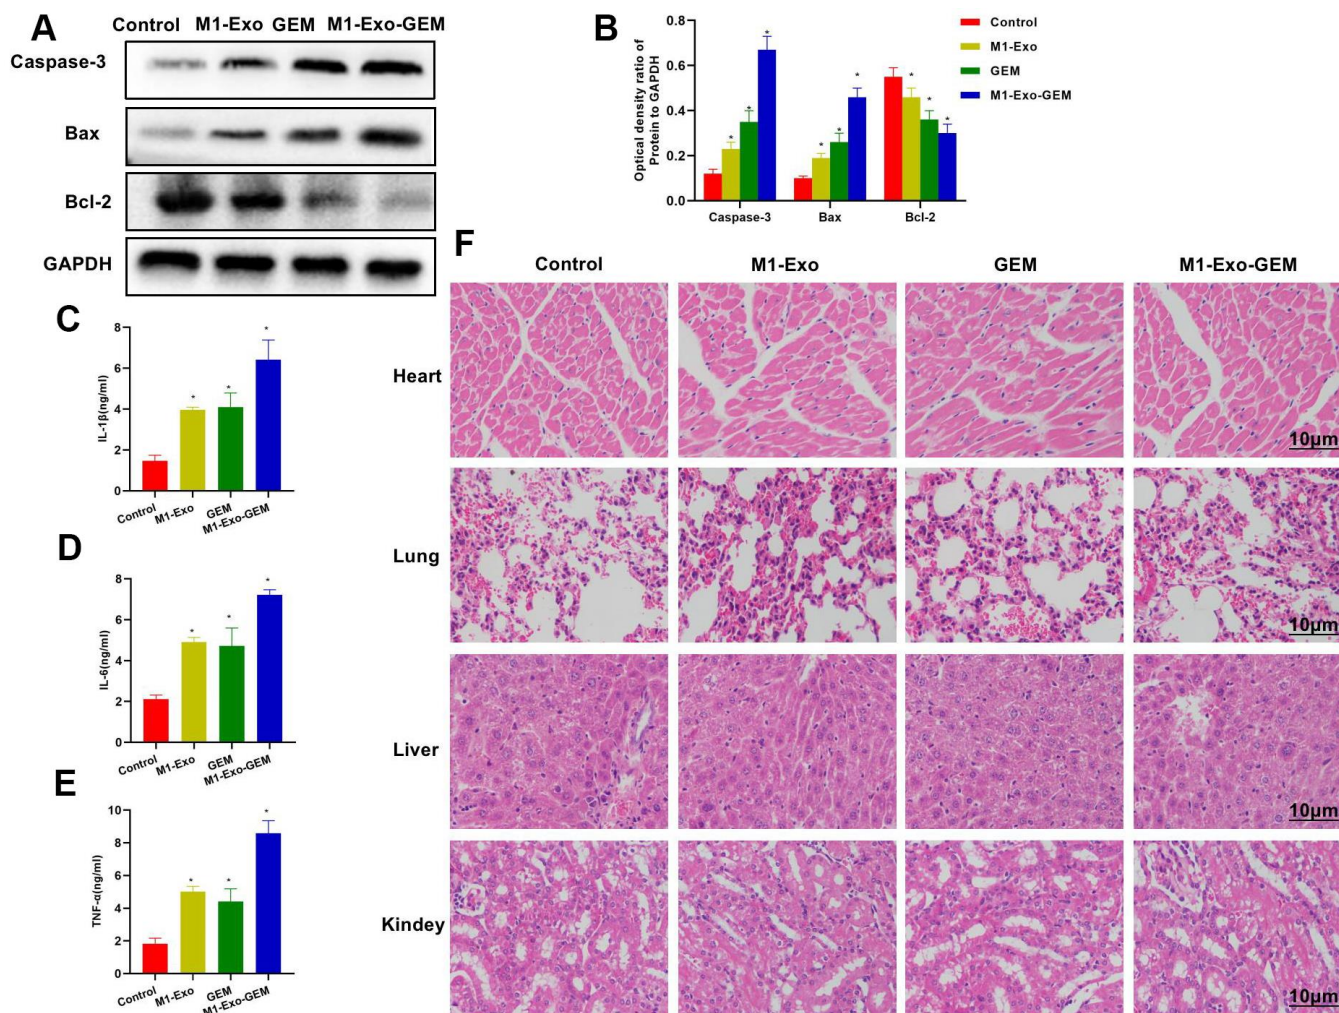 A
Control M1-Exo GEM M1-Exo-GEM
Caspase-3
Bax
Bcl-2
GAPDH
B
Optical density ratio of
Protein to GAPDH
0.8
0.6
0.4
0.2
0.0
* * * * * * * * *
Caspase-3 Bax Bcl-2
Control
M1-Exo
GEM
M1-Exo-GEM
C
IL-1β(ng/ml)
8
6
4
2
0
* * *
Control M1-Exo GEM M1-Exo-GEM
D
IL-6(ng/ml)
8
6
4
2
0
* * *
Control M1-Exo GEM M1-Exo-GEM
E
TNF-α(ng/ml)
10
8
6
4
2
0
* * *
Control M1-Exo GEM M1-Exo-GEM
F
Control M1-Exo GEM M1-Exo-GEM
Heart
10μm
Lung
10μm
Liver
10μm
Kindey
10μm